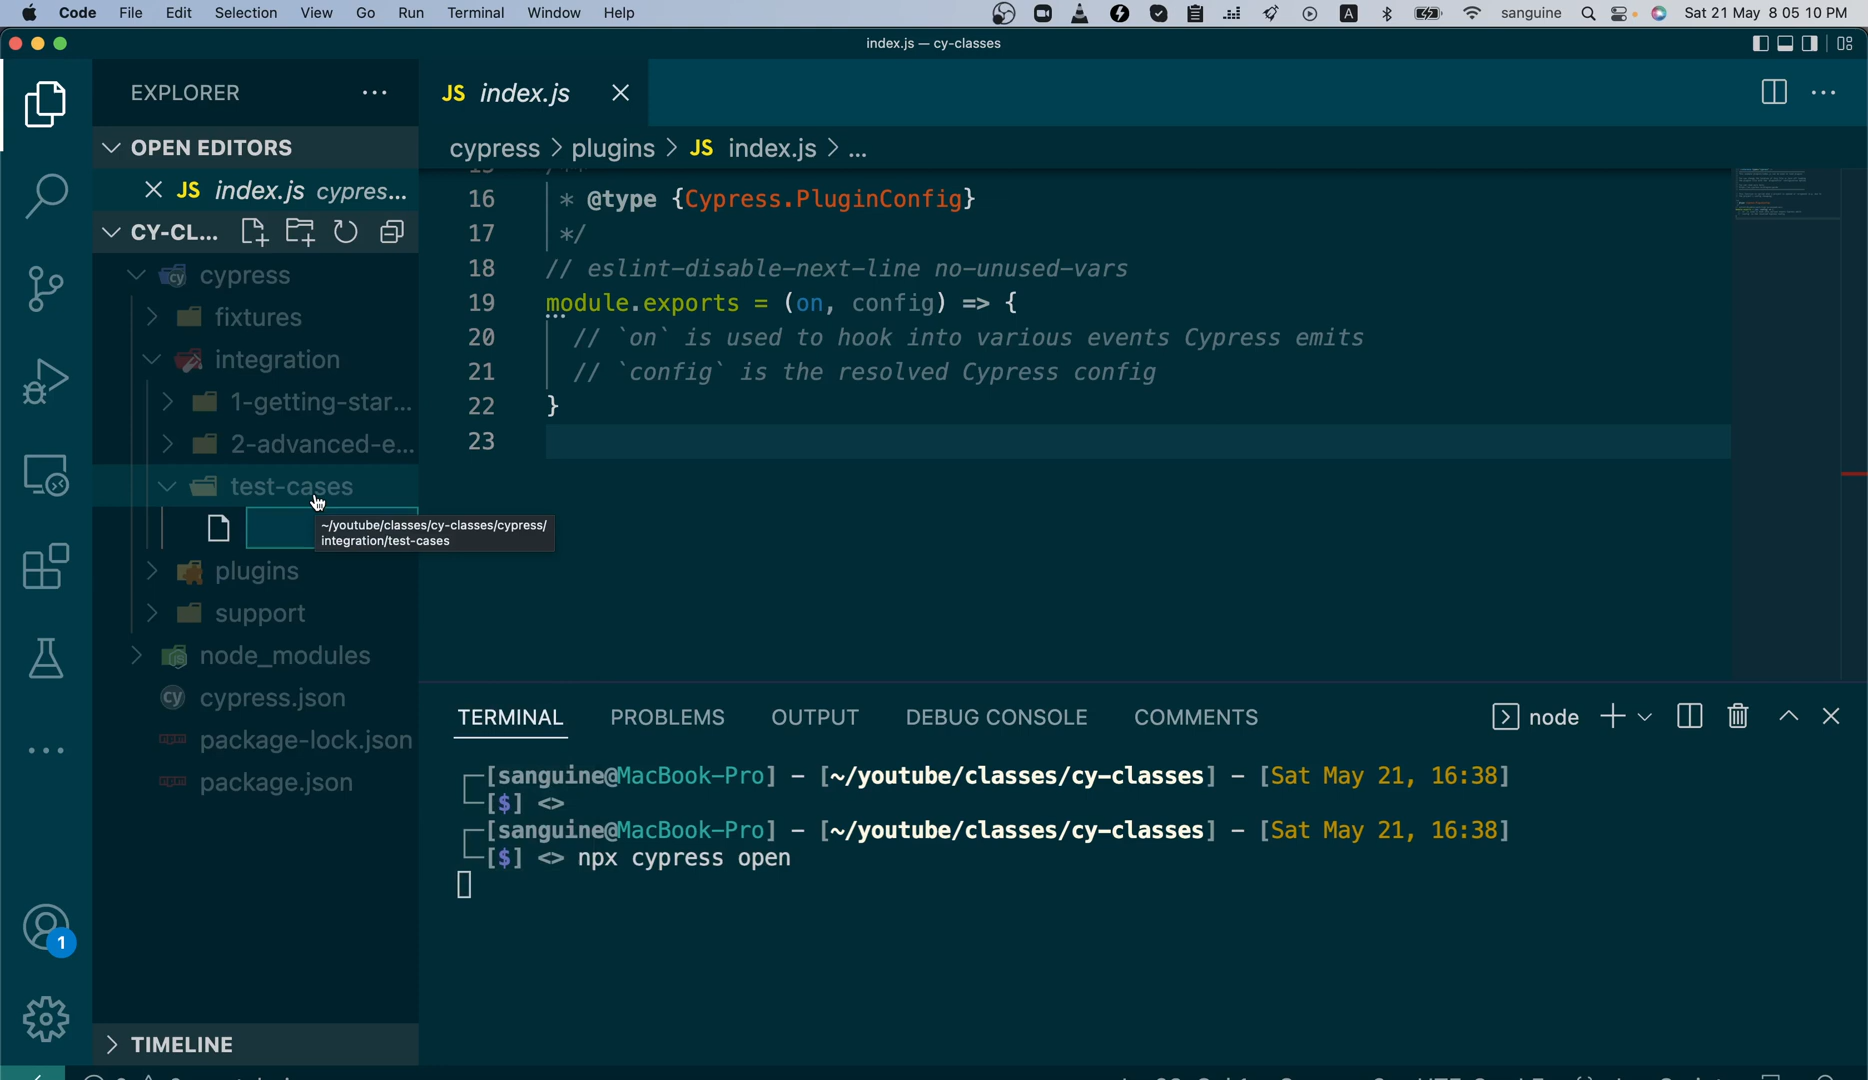 Code File Edit Selection View Go Run Terminal Window Help A sanguine Sat 21 May 8 05 10 PM
index.js — cy-classes
EXPLORER ...
JS index.js
OPEN EDITORS
JS index.js cypres...
CY-CL...
cypress
fixtures
integration
1-getting-star...
2-advanced-e...
test-cases
~/youtube/classes/cy-classes/cypress/
integration/test-cases
plugins
support
node_modules
cypress.json
package-lock.json
package.json
1
TIMELINE
cypress > plugins > JS index.js > ...
16 * @type {Cypress.PluginConfig}
17 */
18 // eslint-disable-next-line no-unused-vars
19 module.exports = (on, config) => {
20 // `on` is used to hook into various events Cypress emits
21 // `config` is the resolved Cypress config
22 }
23
TERMINAL PROBLEMS OUTPUT DEBUG CONSOLE COMMENTS node
[sanguine@MacBook-Pro] - [~/youtube/classes/cy-classes] - [Sat May 21, 16:38]
[$] <>
[sanguine@MacBook-Pro] - [~/youtube/classes/cy-classes] - [Sat May 21, 16:38]
[$] <> npx cypress open